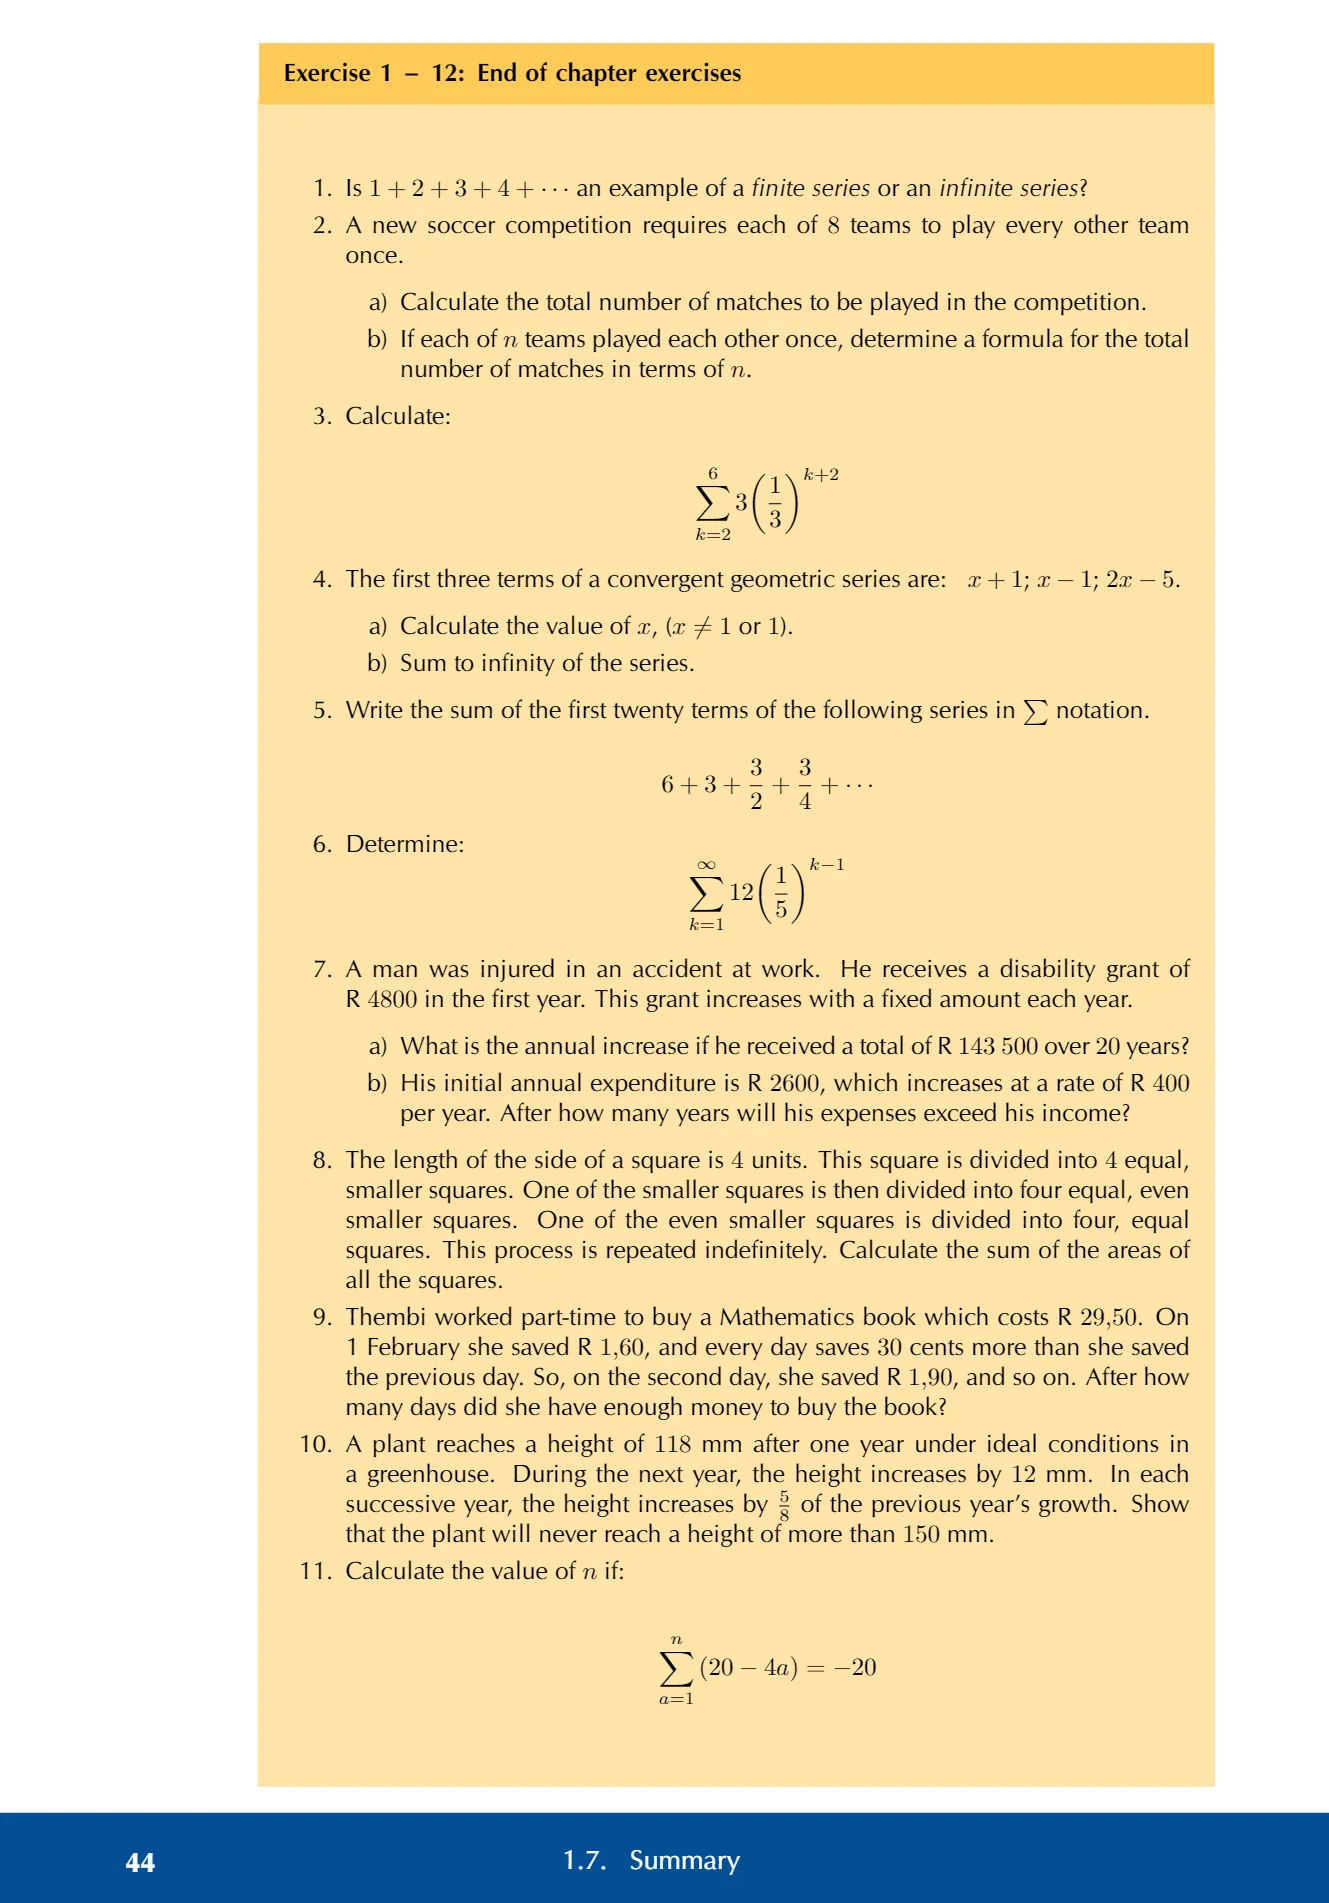 Exercise 1 – 12: End of chapter exercises
1. Is 1 + 2 + 3 + 4 + ··· an example of a finite series or an infinite series?
2. A new soccer competition requires each of 8 teams to play every other team
once.
a) Calculate the total number of matches to be played in the competition.
b) If each of n teams played each other once, determine a formula for the total
number of matches in terms of n.
3. Calculate:
$\sum_{k=2}^{6} 3\left(\frac{1}{3}\right)^{k+2}$
4. The first three terms of a convergent geometric series are: x + 1; x − 1; 2x − 5.
a) Calculate the value of x, (x ≠ 1 or 1).
b) Sum to infinity of the series.
5. Write the sum of the first twenty terms of the following series in ∑ notation.
$6 + 3 + \frac{3}{2} + \frac{3}{4} + \cdots$
6. Determine:
$\sum_{k=1}^{\infty} 12\left(\frac{1}{5}\right)^{k-1}$
7. A man was injured in an accident at work. He receives a disability grant of
R 4800 in the first year. This grant increases with a fixed amount each year.
a) What is the annual increase if he received a total of R 143 500 over 20 years?
b) His initial annual expenditure is R 2600, which increases at a rate of R 400
per year. After how many years will his expenses exceed his income?
8. The length of the side of a square is 4 units. This square is divided into 4 equal,
smaller squares. One of the smaller squares is then divided into four equal, even
smaller squares. One of the even smaller squares is divided into four, equal
squares. This process is repeated indefinitely. Calculate the sum of the areas of
all the squares.
9. Thembi worked part-time to buy a Mathematics book which costs R 29,50. On
1 February she saved R 1,60, and every day saves 30 cents more than she saved
the previous day. So, on the second day, she saved R 1,90, and so on. After how
many days did she have enough money to buy the book?
10. A plant reaches a height of 118 mm after one year under ideal conditions in
a greenhouse. During the next year, the height increases by 12 mm. In each
successive year, the height increases by $\frac{5}{8}$ of the previous year's growth. Show
that the plant will never reach a height of more than 150 mm.
11. Calculate the value of n if:
$\sum_{a=1}^{n} (20 - 4a) = -20$
44 1.7. Summary